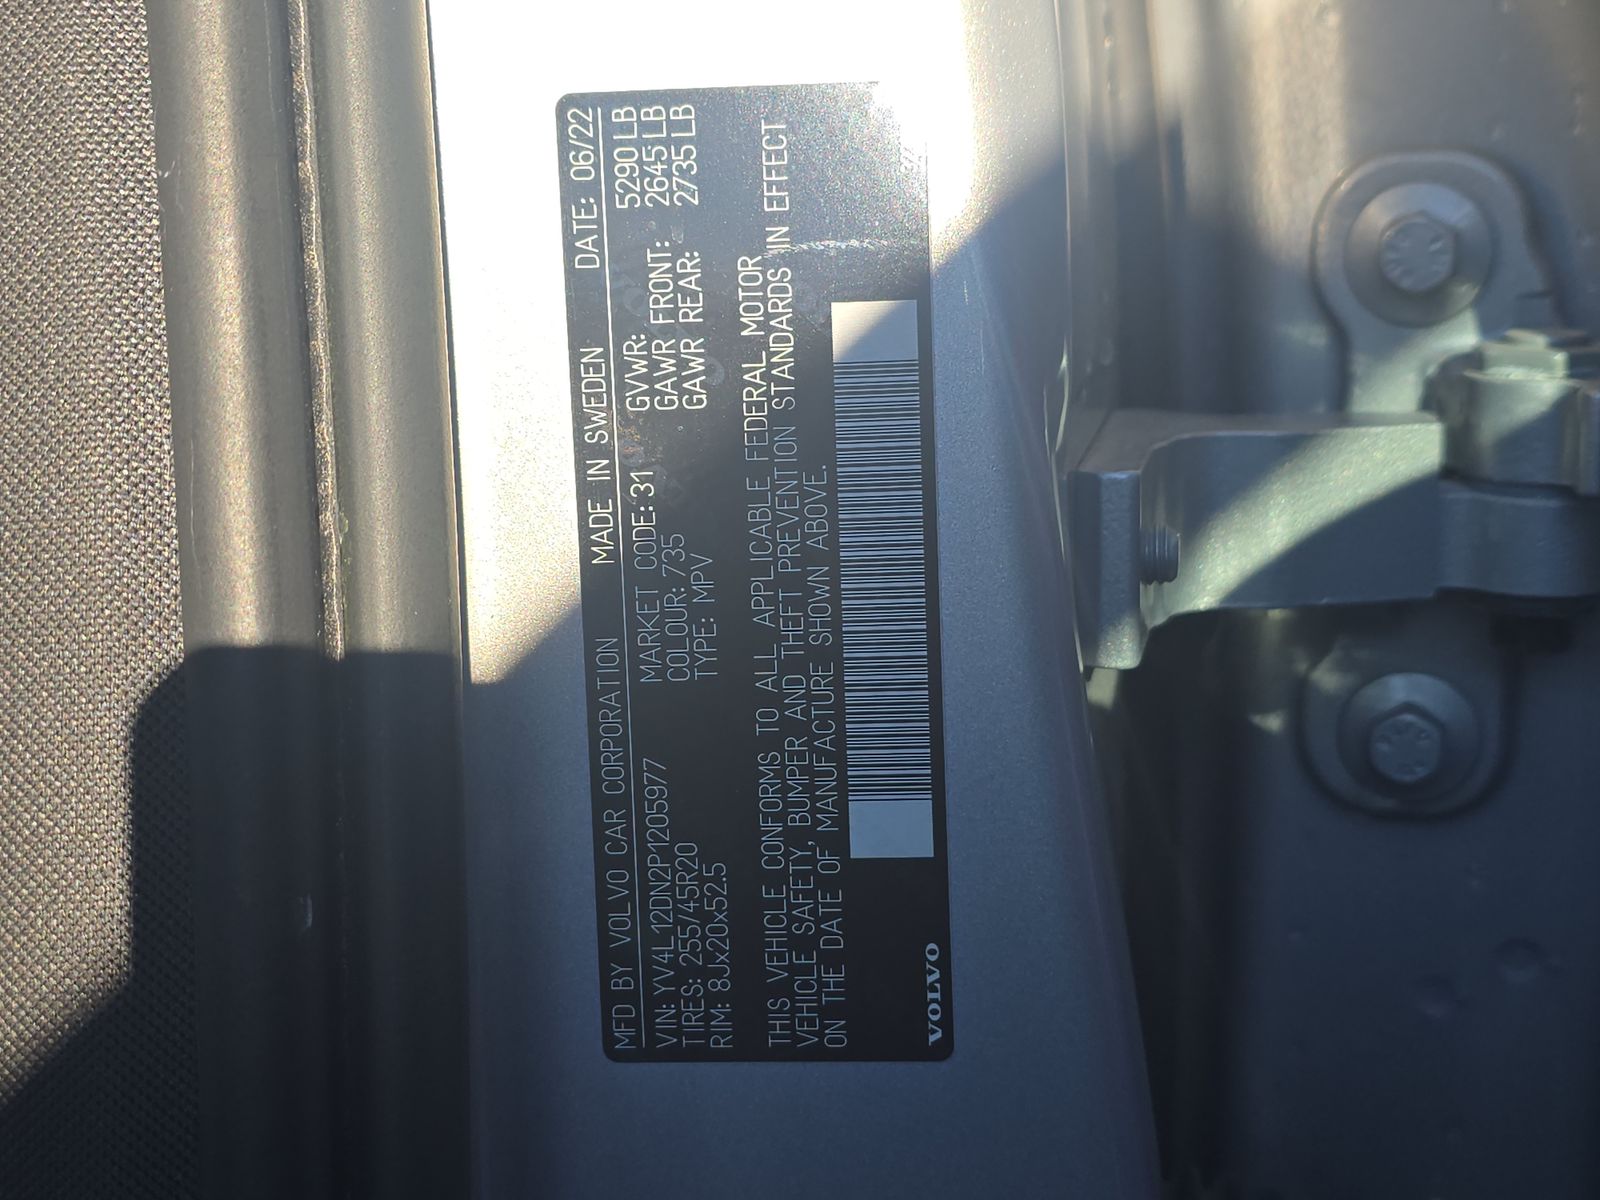 MFD BY VOLVO CAR CORPORATION MADE IN SWEDEN DATE: 06/22
VIN: YV4L12DN2P1205977 MARKET CODE: 31 GVWR: 5290 LB
TIRES: 255/45R20 COLOUR: 735 GAWR FRONT: 2645 LB
RIM: 8Jx20x52.5 TYPE: MPV GAWR REAR: 2735 LB
THIS VEHICLE CONFORMS TO ALL APPLICABLE FEDERAL MOTOR
VEHICLE SAFETY, BUMPER AND THEFT PREVENTION STANDARDS IN EFFECT
ON THE DATE OF MANUFACTURE SHOWN ABOVE.
VOLVO